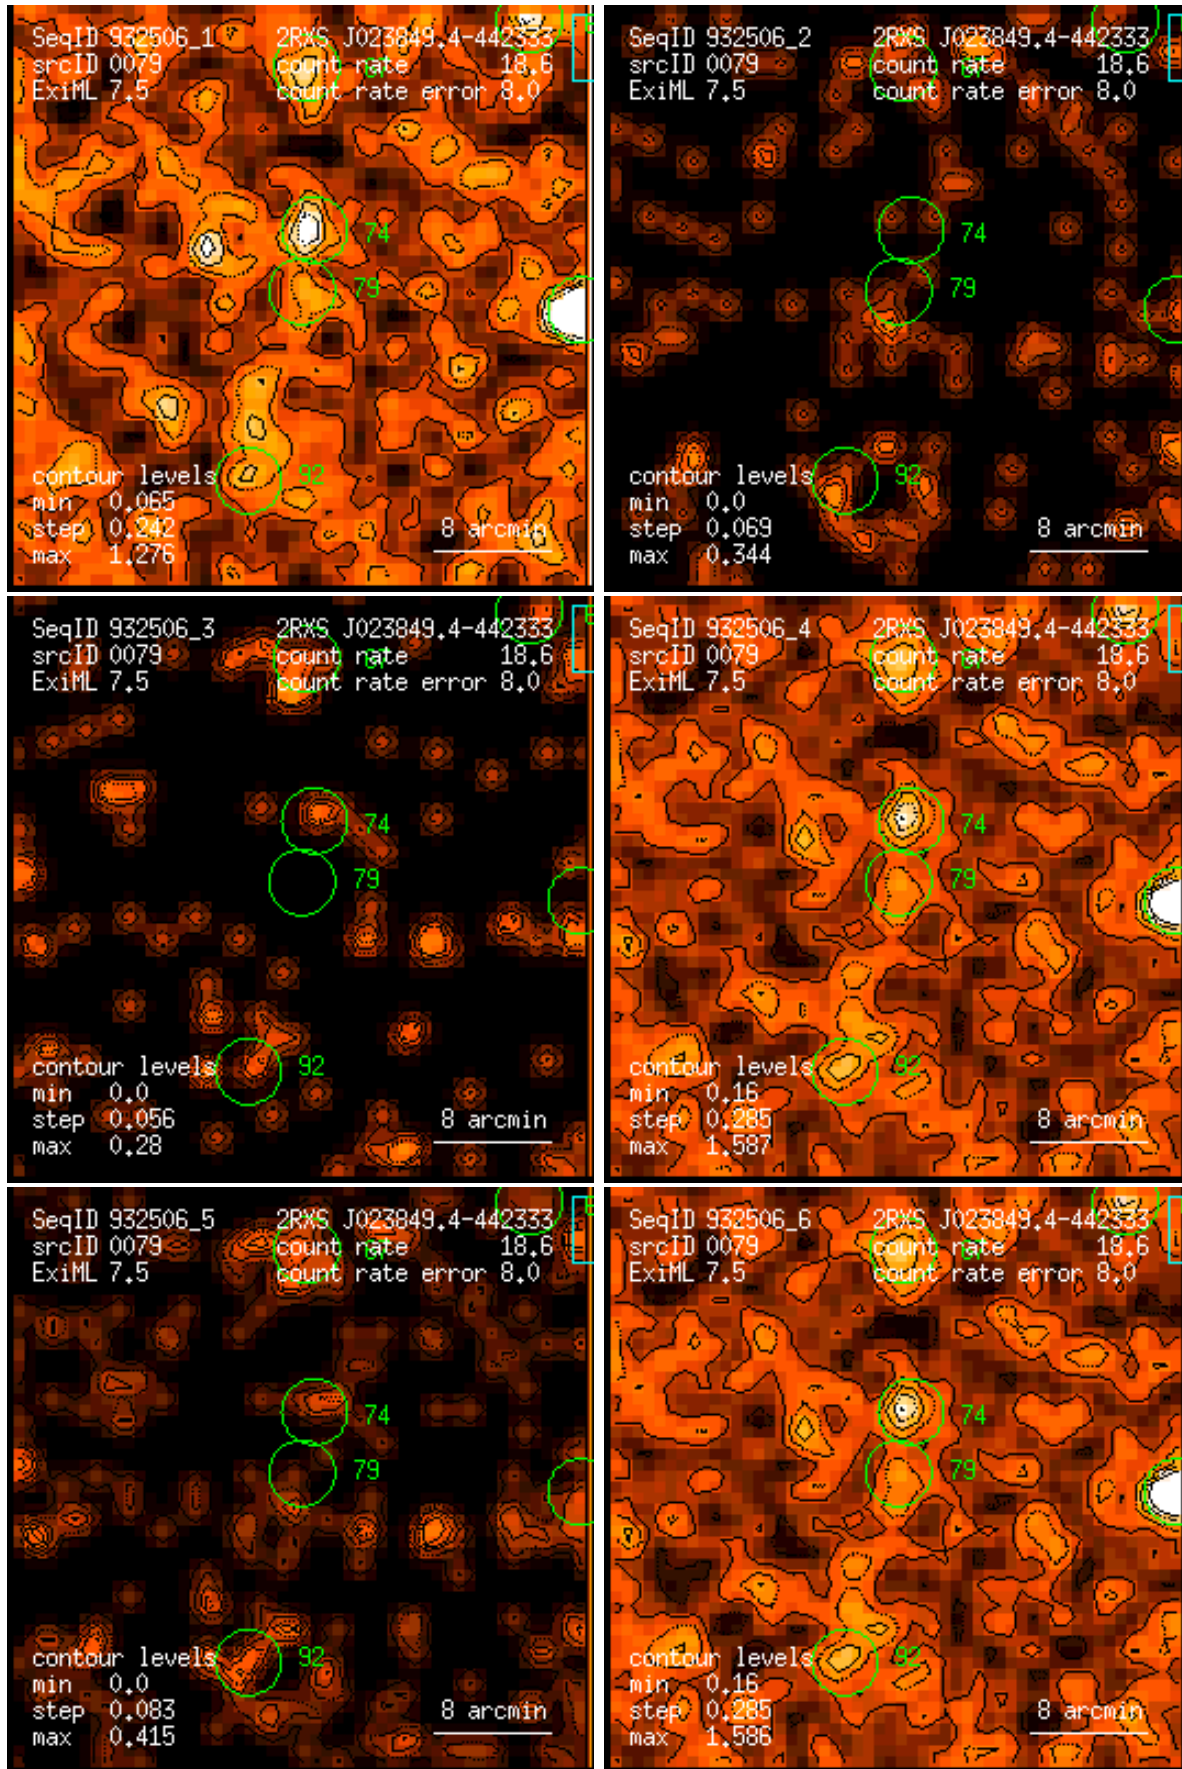 SeqID 932506_1 2RXS J023849.4-442333
srcID 0079 count rate 18.6
ExiML 7.5 count rate error 8.0
74
79
92
contour levels
min 0.065
step 0.242 8 arcmin
max 1.276
SeqID 932506_2 2RXS J023849.4-442333
srcID 0079 count rate 18.6
ExiML 7.5 count rate error 8.0
74
79
92
contour levels
min 0.0
step 0.069 8 arcmin
max 0.344
SeqID 932506_3 2RXS J023849.4-442333
srcID 0079 count rate 18.6
ExiML 7.5 count rate error 8.0
74
79
92
contour levels
min 0.0
step 0.056 8 arcmin
max 0.28
SeqID 932506_4 2RXS J023849.4-442333
srcID 0079 count rate 18.6
ExiML 7.5 count rate error 8.0
74
79
92
contour levels
min 0.16
step 0.285 8 arcmin
max 1.587
SeqID 932506_5 2RXS J023849.4-442333
srcID 0079 count rate 18.6
ExiML 7.5 count rate error 8.0
74
79
92
contour levels
min 0.0
step 0.083 8 arcmin
max 0.415
SeqID 932506_6 2RXS J023849.4-442333
srcID 0079 count rate 18.6
ExiML 7.5 count rate error 8.0
74
79
92
contour levels
min 0.16
step 0.285 8 arcmin
max 1.586